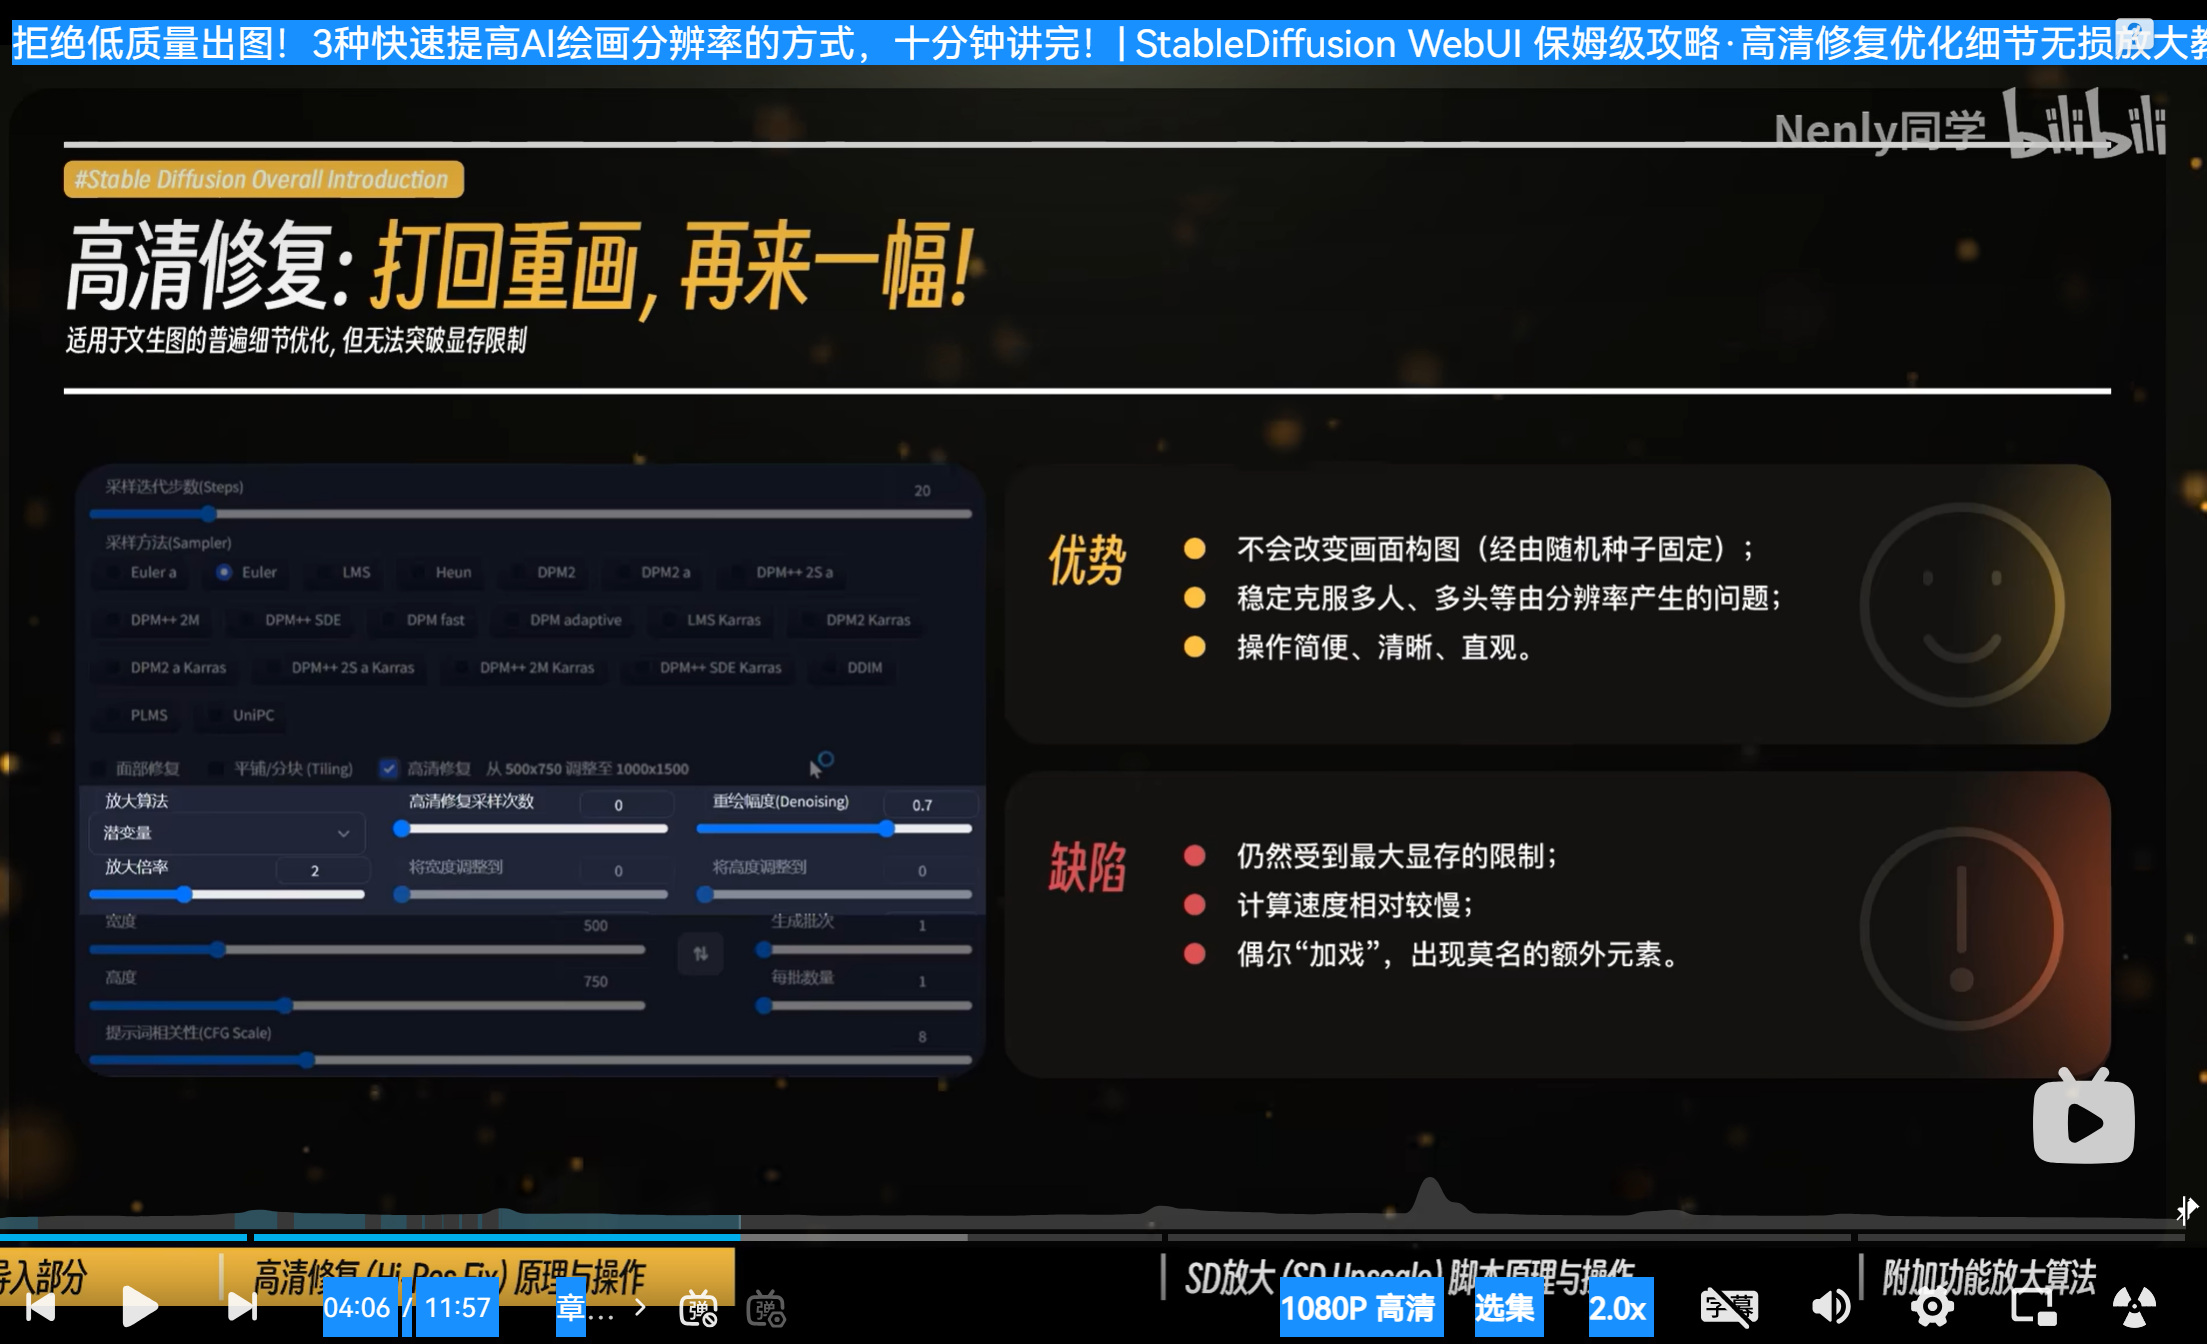 拒绝低质量出图！3种快速提高AI绘画分辨率的方式，十分钟讲完！| StableDiffusion WebUI 保姆级攻略·高清修复优化细节无损放大教
Nenly同学 bilibili
#Stable Diffusion Overall Introduction
高清修复: 打回重画, 再来一幅!
适用于文生图的普遍细节优化, 但无法突破显存限制
采样迭代步数(Steps) 20
采样方法(Sampler)
Euler a Euler LMS Heun DPM2 DPM2 a DPM++ 2S a
DPM++ 2M DPM++ SDE DPM fast DPM adaptive LMS Karras DPM2 Karras
DPM2 a Karras DPM++ 2S a Karras DPM++ 2M Karras DPM++ SDE Karras DDIM
PLMS UniPC
面部修复 平铺/分块 (Tiling) 高清修复 从 500x750 调整至 1000x1500
放大算法 高清修复采样次数 0 重绘幅度(Denoising) 0.7
潜变量
放大倍率 2 将宽度调整到 0 将高度调整到 0
宽度 500 生成批次 1
高度 750 每批数量 1
提示词相关性(CFG Scale) 8
优势
不会改变画面构图（经由随机种子固定）；
稳定克服多人、多头等由分辨率产生的问题；
操作简便、清晰、直观。
缺陷
仍然受到最大显存的限制；
计算速度相对较慢；
偶尔“加戏”，出现莫名的额外元素。
导入部分 高清修复 (Hi-Res Fix) 原理与操作 SD放大 (SD Upscale) 脚本原理与操作 附加功能放大算法
04:06 / 11:57 章... 弹 弹 1080P 高清 选集 2.0x 字幕